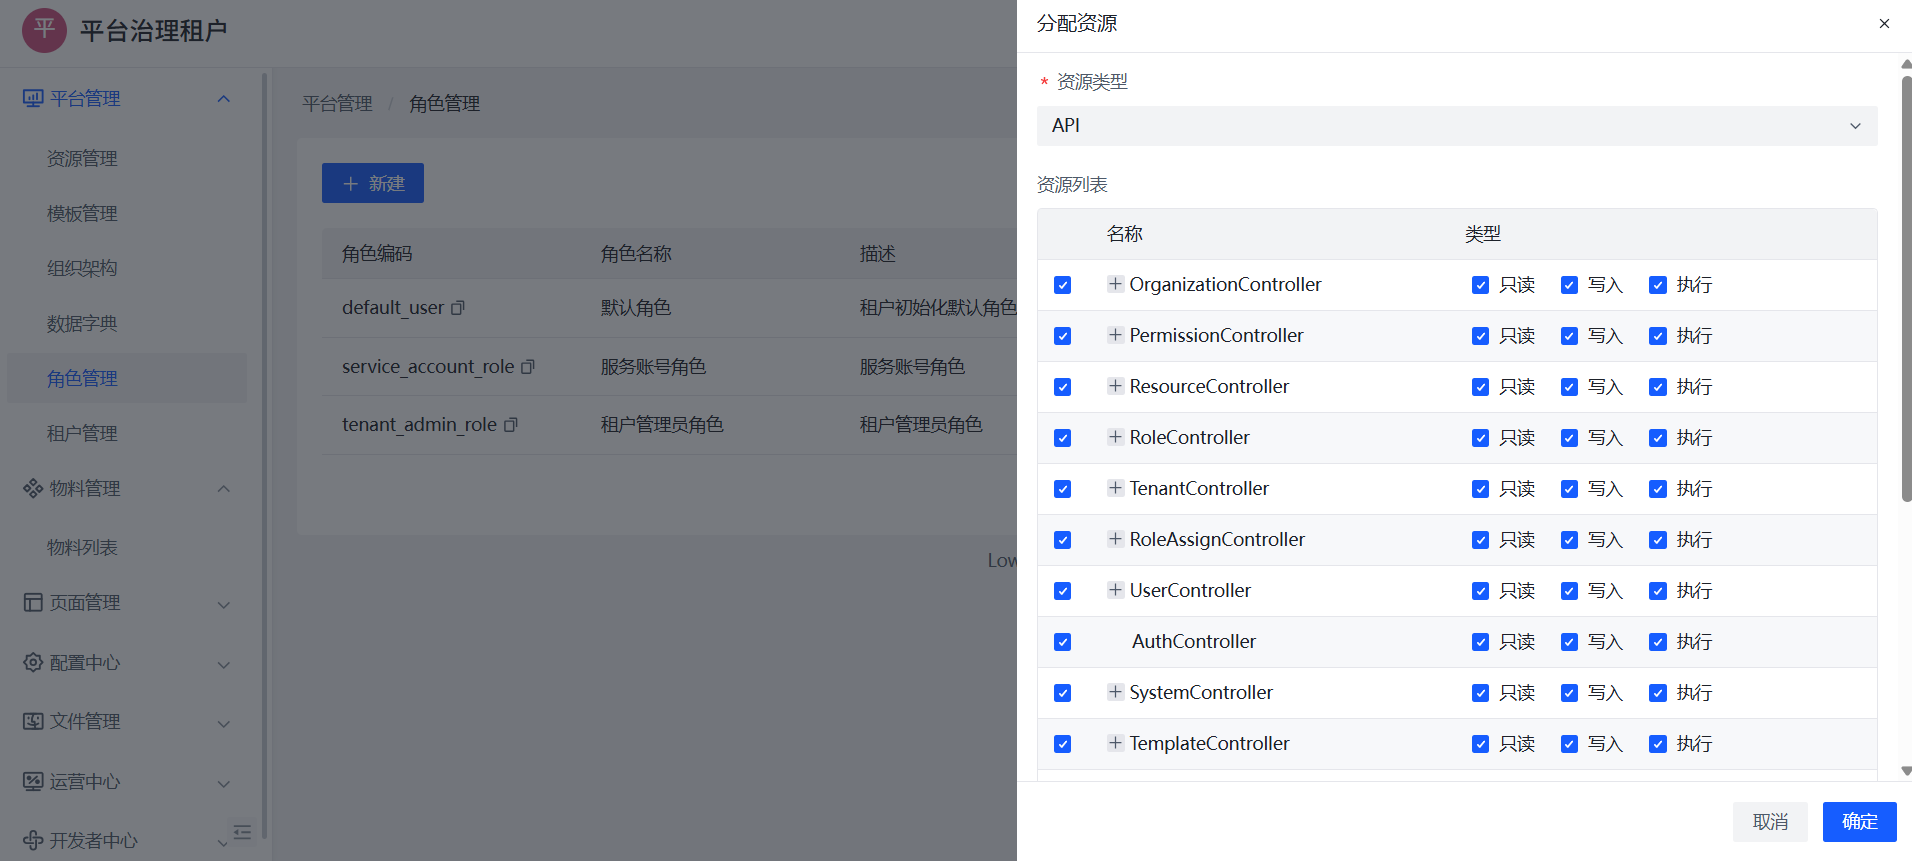 平 平台治理租户
平台管理
资源管理
模板管理
组织架构
数据字典
角色管理
租户管理
物料管理
物料列表
页面管理
配置中心
文件管理
运营中心
开发者中心
平台管理 / 角色管理
新建
角色编码 角色名称 描述
default_user 默认角色 租户初始化默认角色
service_account_role 服务账号角色 服务账号角色
tenant_admin_role 租户管理员角色 租户管理员角色
Low
分配资源
* 资源类型
API
资源列表
名称 类型
OrganizationController 只读 写入 执行
PermissionController 只读 写入 执行
ResourceController 只读 写入 执行
RoleController 只读 写入 执行
TenantController 只读 写入 执行
RoleAssignController 只读 写入 执行
UserController 只读 写入 执行
AuthController 只读 写入 执行
SystemController 只读 写入 执行
TemplateController 只读 写入 执行
取消 确定